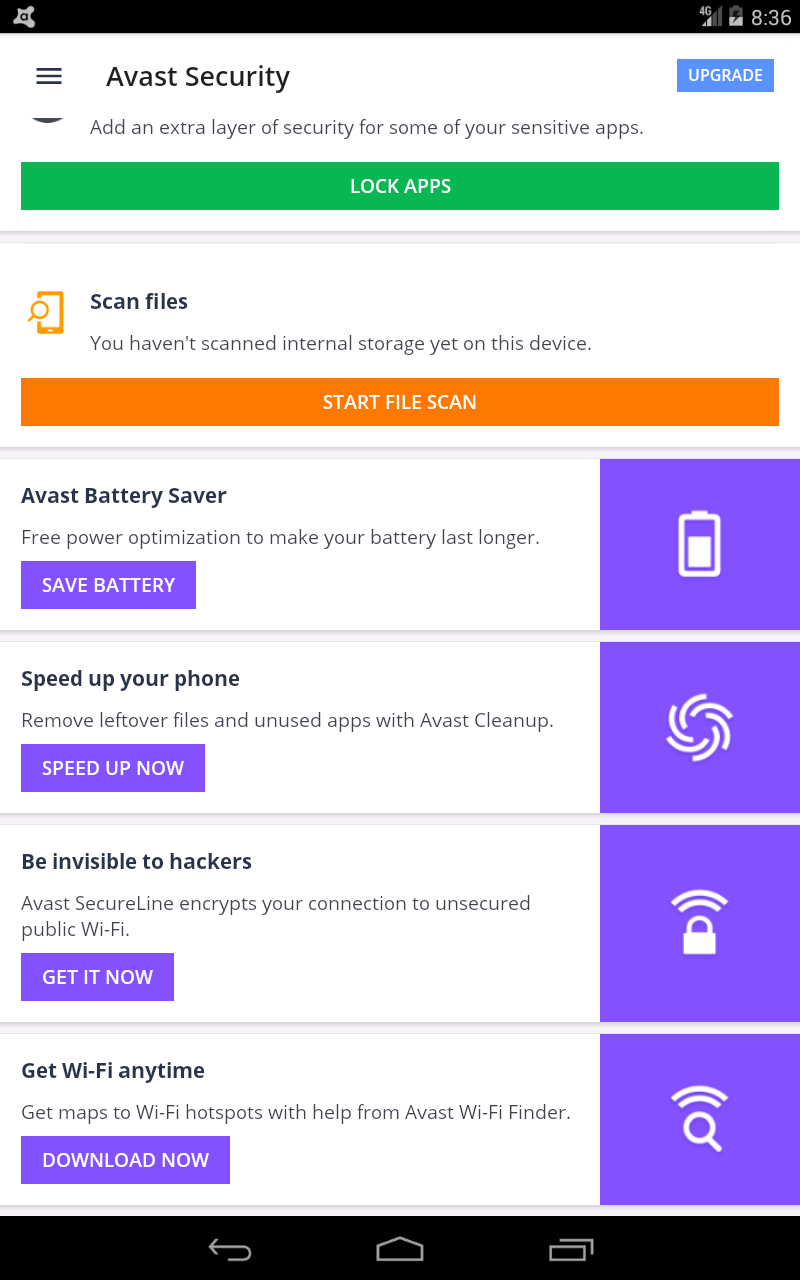 4G 8:36
Avast Security
UPGRADE
Add an extra layer of security for some of your sensitive apps.
LOCK APPS
Scan files
You haven't scanned internal storage yet on this device.
START FILE SCAN
Avast Battery Saver
Free power optimization to make your battery last longer.
SAVE BATTERY
Speed up your phone
Remove leftover files and unused apps with Avast Cleanup.
SPEED UP NOW
Be invisible to hackers
Avast SecureLine encrypts your connection to unsecured
public Wi-Fi.
GET IT NOW
Get Wi-Fi anytime
Get maps to Wi-Fi hotspots with help from Avast Wi-Fi Finder.
DOWNLOAD NOW